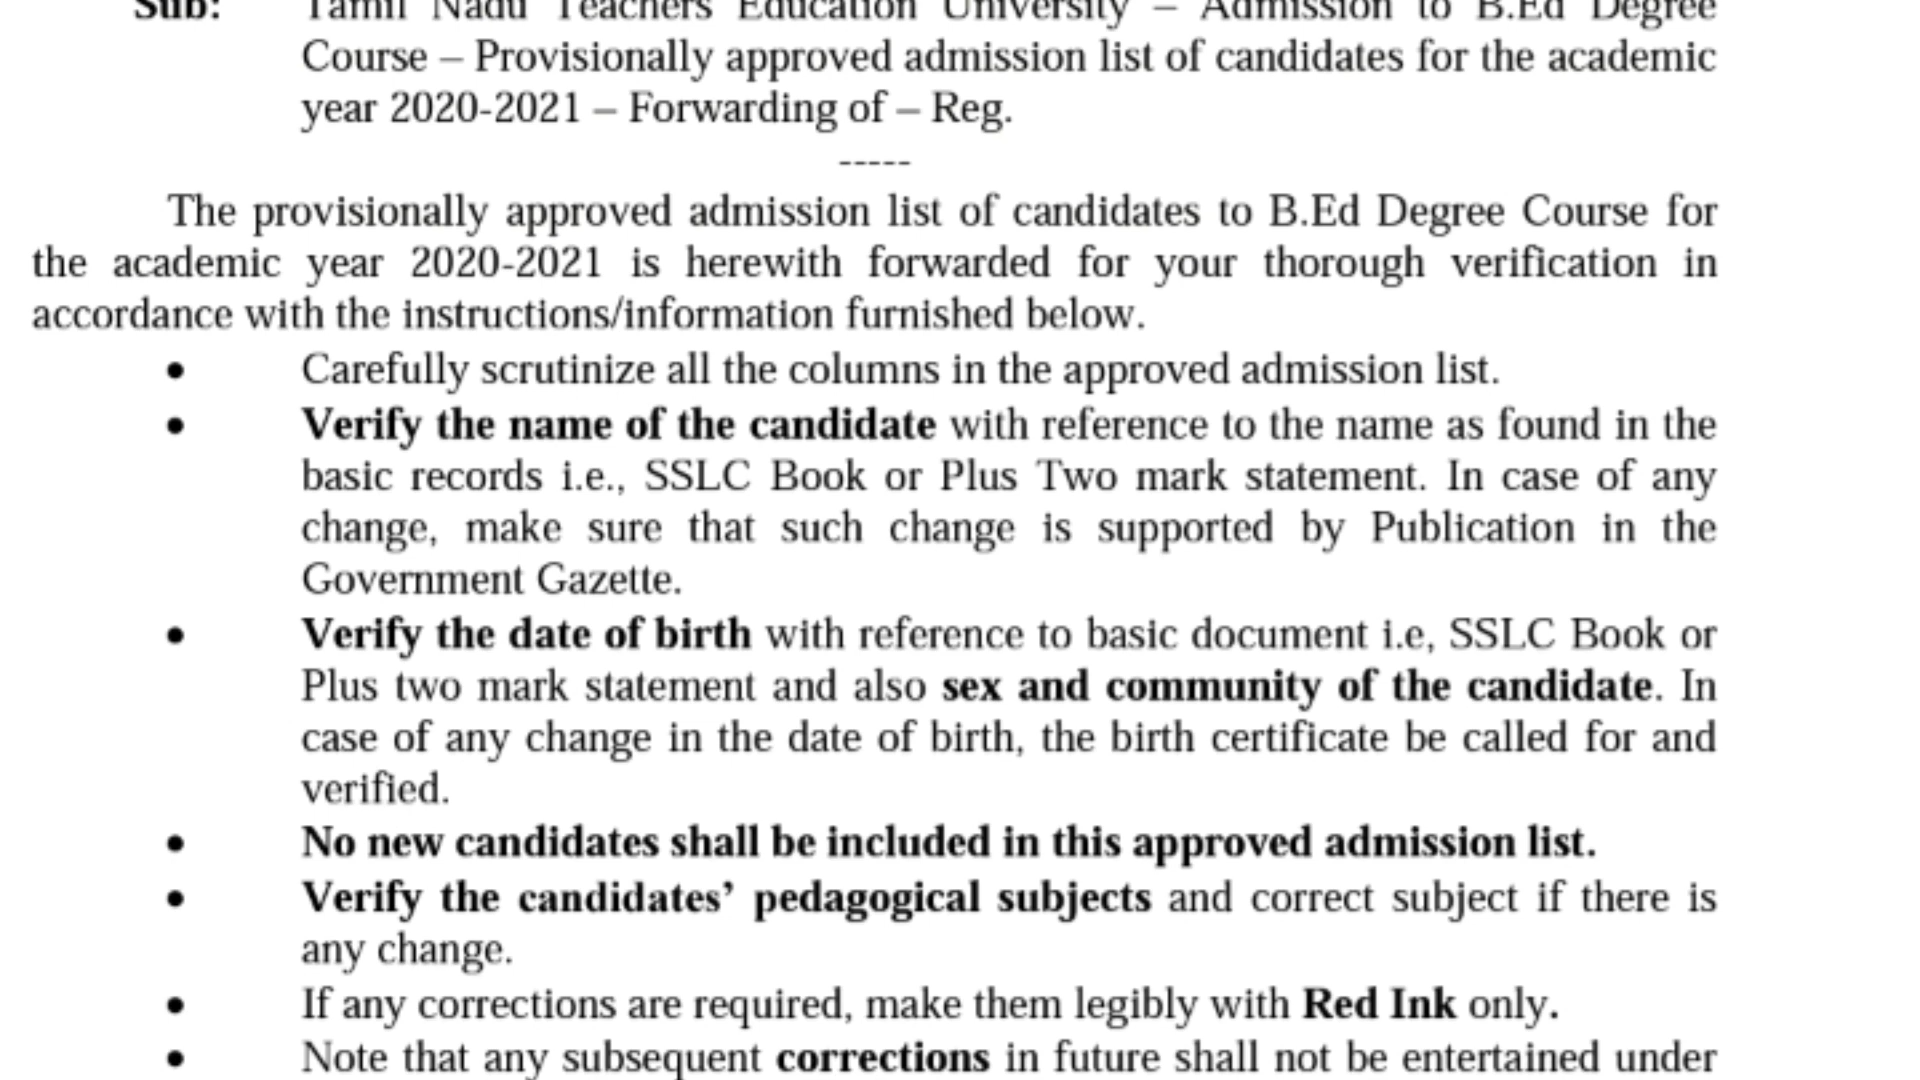 Sub: Tamil Nadu Teachers Education University – Admission to B.Ed Degree
Course – Provisionally approved admission list of candidates for the academic
year 2020-2021 – Forwarding of – Reg.
-----
The provisionally approved admission list of candidates to B.Ed Degree Course for
the academic year 2020-2021 is herewith forwarded for your thorough verification in
accordance with the instructions/information furnished below.
• Carefully scrutinize all the columns in the approved admission list.
• Verify the name of the candidate with reference to the name as found in the
basic records i.e., SSLC Book or Plus Two mark statement. In case of any
change, make sure that such change is supported by Publication in the
Government Gazette.
• Verify the date of birth with reference to basic document i.e, SSLC Book or
Plus two mark statement and also sex and community of the candidate. In
case of any change in the date of birth, the birth certificate be called for and
verified.
• No new candidates shall be included in this approved admission list.
• Verify the candidates’ pedagogical subjects and correct subject if there is
any change.
• If any corrections are required, make them legibly with Red Ink only.
• Note that any subsequent corrections in future shall not be entertained under